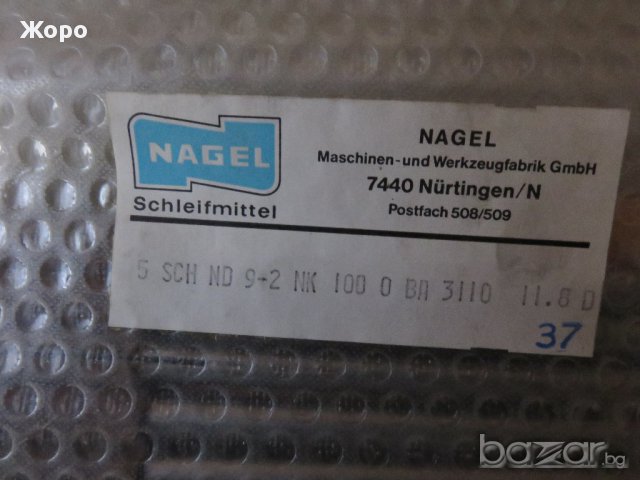 Жоро
NAGEL
Schleifmittel
NAGEL
Maschinen-und Werkzeugfabrik GmbH
7440 Nürtingen/N
Postfach 508/509
5 SCH ND 9-2 NK 100 0 BA 3110 11.8 D
37
bazar.bg